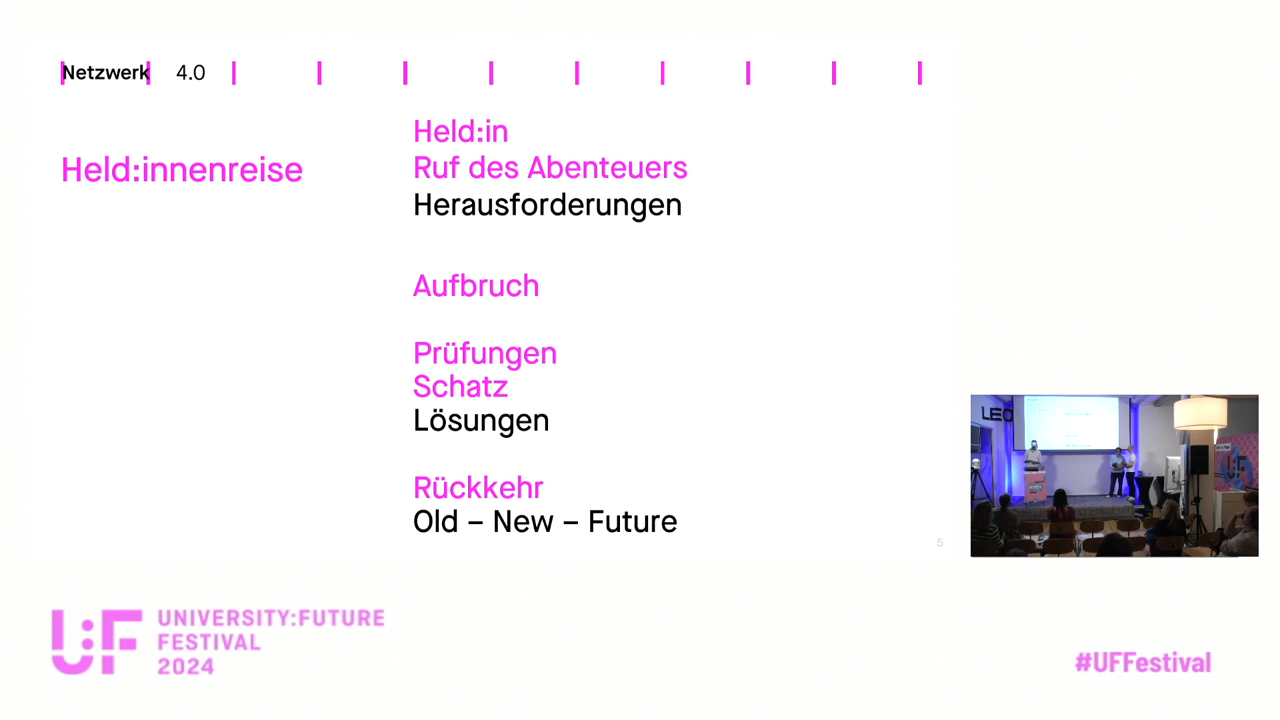 Netzwerk 4.0
Held:innenreise
Held:in
Ruf des Abenteuers
Herausforderungen
Aufbruch
Prüfungen
Schatz
Lösungen
Rückkehr
Old – New – Future
5
LEC
U:F
UNIVERSITY:FUTURE
FESTIVAL
2024
#UFFestival